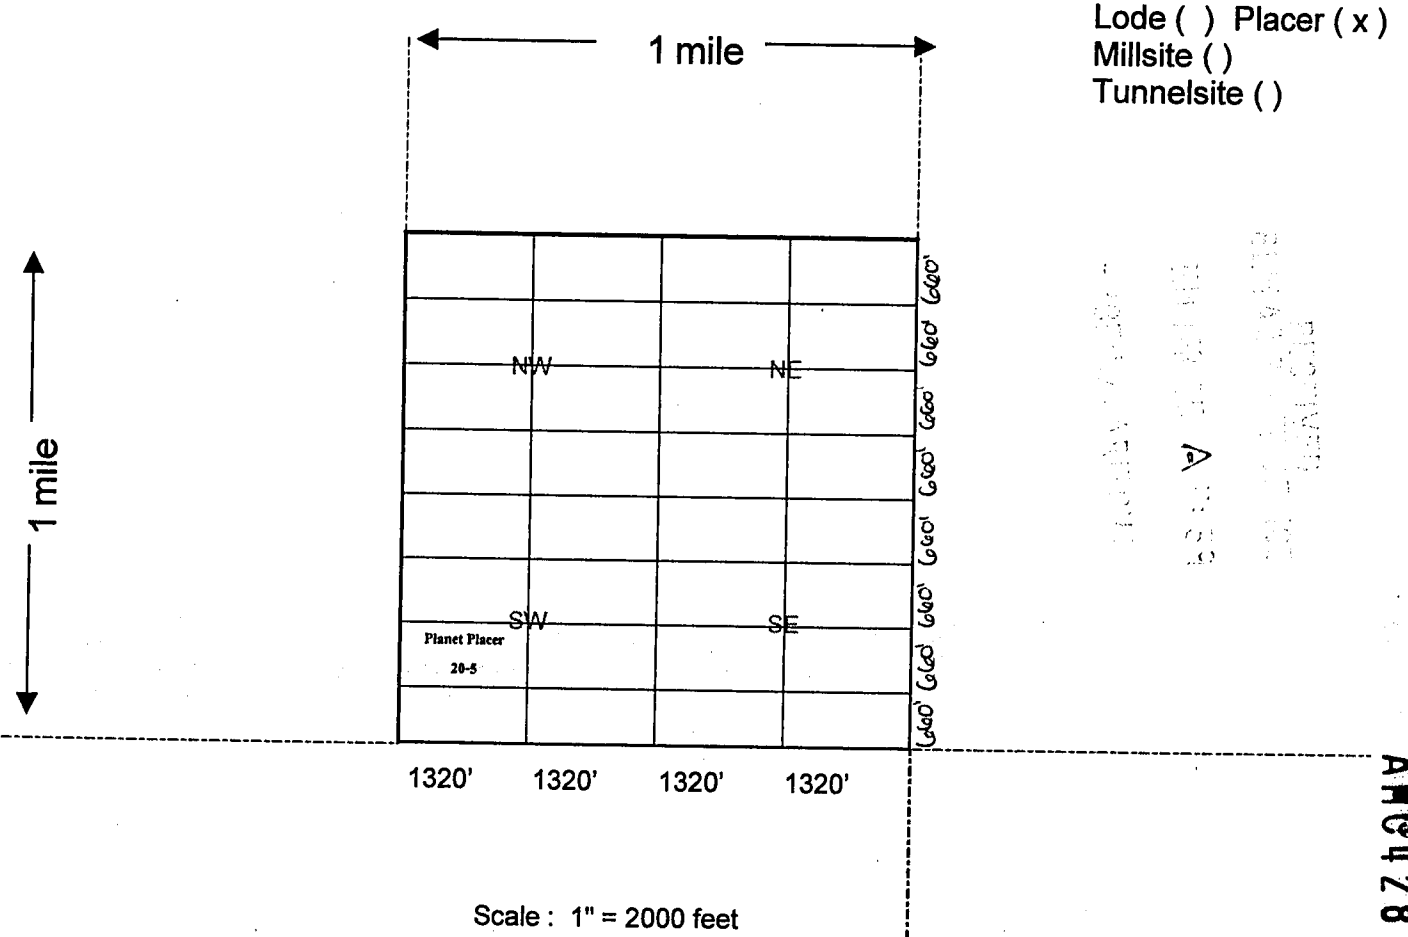 Lode ( ) Placer ( x )
Millsite ( )
Tunnelsite ( )
1 mile
1 mile
660'
660'
660'
660'
660'
660'
660'
660'
NW
NE
SW
SE
Planet Placer
20-5
1320' 1320' 1320' 1320'
Scale : 1" = 2000 feet
AMC428